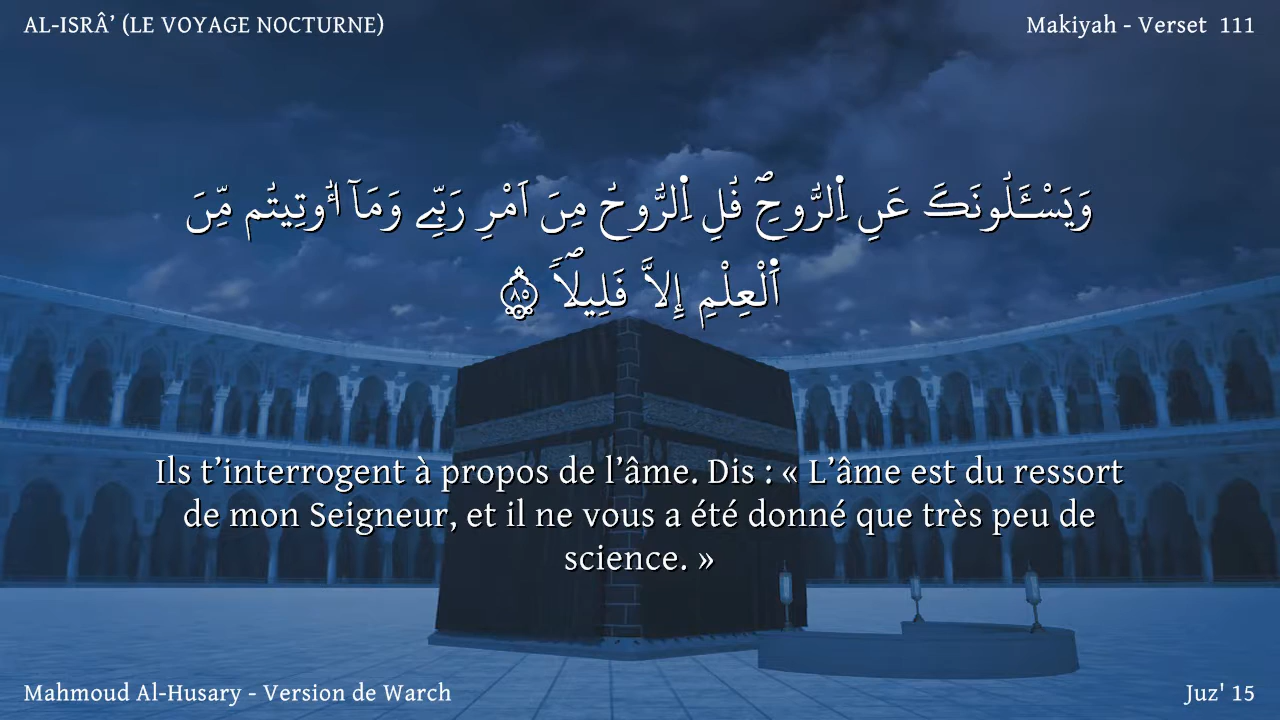 AL-ISRÂ’ (LE VOYAGE NOCTURNE)
Makiyah - Verset 111
وَيَسْـَٔلُونَكَ عَنِ اِ۬لرُّوحِۖ قُلِ اِ۬لرُّوحُ مِنَ اَمْرِ رَبِّے وَمَآ أُوتِيتُم مِّنَ
اَ۬لْعِلْمِ إِلَّا قَلِيلاٗۖ ٨٥
Ils t’interrogent à propos de l’âme. Dis : « L’âme est du ressort
de mon Seigneur, et il ne vous a été donné que très peu de
science. »
Mahmoud Al-Husary - Version de Warch
Juz' 15